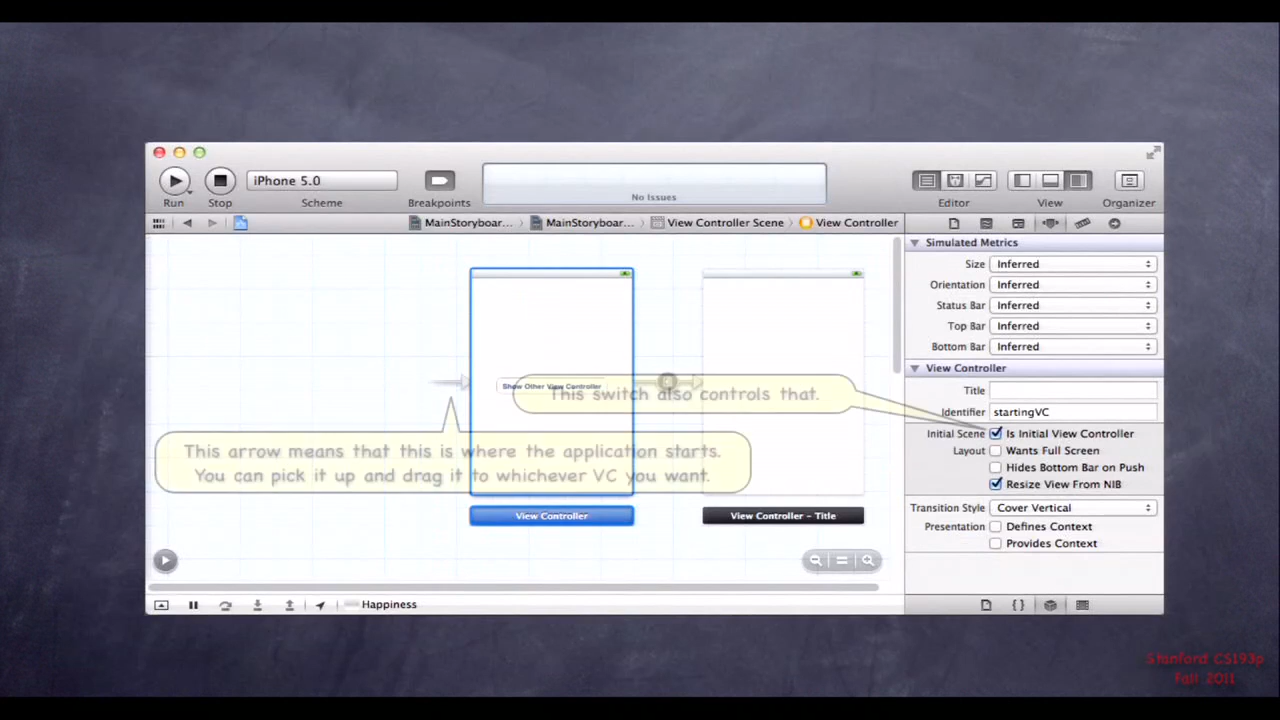 iPhone 5.0
No Issues
Run
Stop
Scheme
Breakpoints
Editor
View
Organizer
MainStoryboar...
MainStoryboar...
View Controller Scene
View Controller
Simulated Metrics
Size Inferred
Orientation Inferred
Status Bar Inferred
Top Bar Inferred
Bottom Bar Inferred
View Controller
Title
Identifier startingVC
Initial Scene Is Initial View Controller
Layout Wants Full Screen
Hides Bottom Bar on Push
Resize View From NIB
Transition Style Cover Vertical
Presentation Defines Context
Provides Context
Show Other View Controller
This switch also controls that.
This arrow means that this is where the application starts.
You can pick it up and drag it to whichever VC you want.
View Controller
View Controller - Title
Happiness
Stanford CS193p
Fall 2011